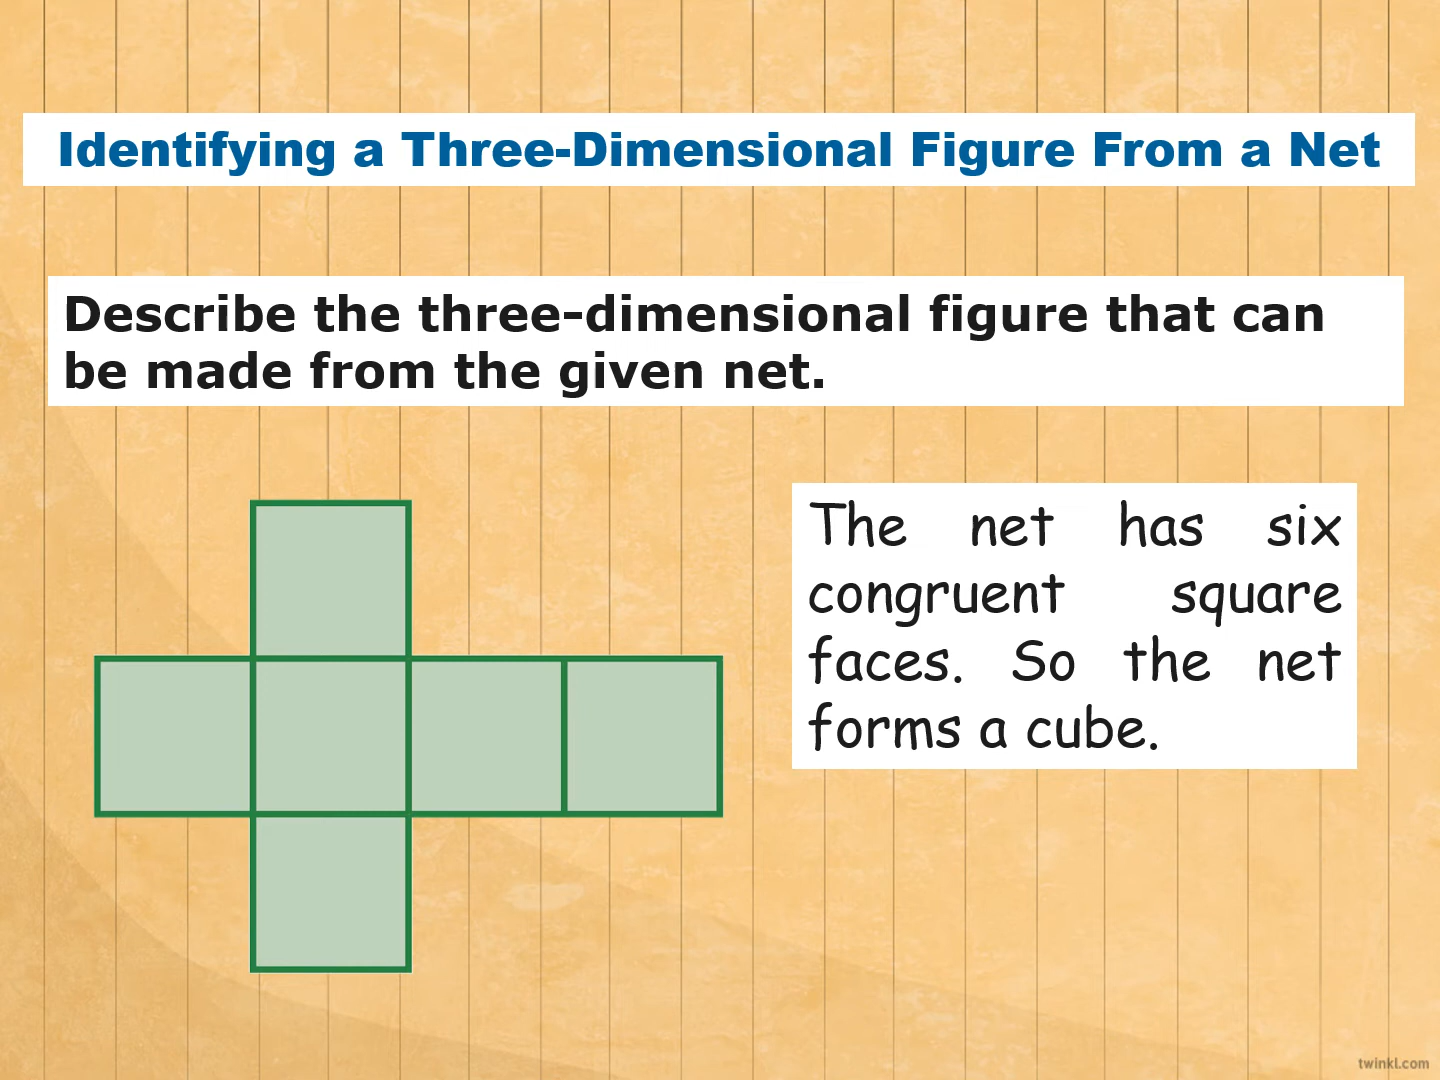 Identifying a Three-Dimensional Figure From a Net
Describe the three-dimensional figure that can
be made from the given net.
The net has six
congruent square
faces. So the net
forms a cube.
twinkl.com